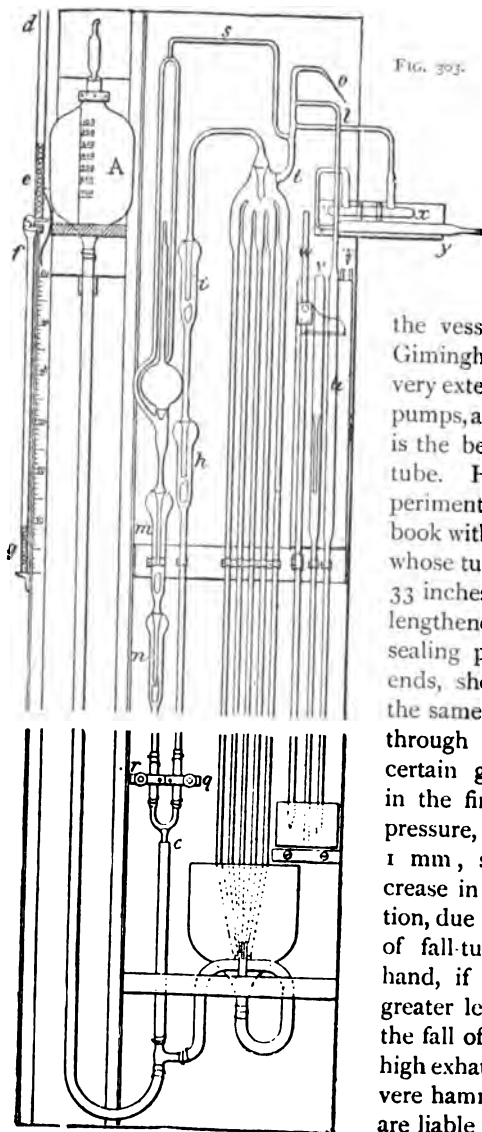 d
s
FIG. 303.
o
l
A
e
t
x
f
y
i
v
u
h
m
g
n
r
q
c
the vess
Gimingh
very exte
pumps, a
is the be
tube. H
periment
book with
whose tu
33 inches
lengthene
sealing p
ends, sho
the same
through
certain g
in the fir
pressure,
1 mm, s
crease in
tion, due
of fall-tu
hand, if
greater le
the fall of
high exhau
vere hamr
are liable